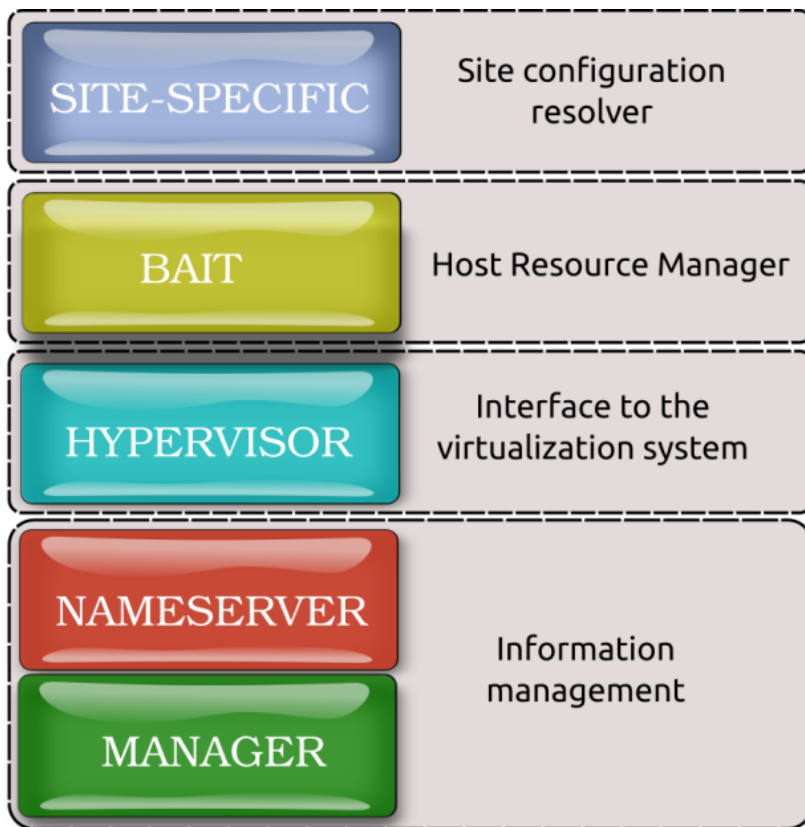 SITE-SPECIFIC
Site configuration
resolver
BAIT
Host Resource Manager
HYPERVISOR
Interface to the
virtualization system
NAMESERVER
MANAGER
Information
management